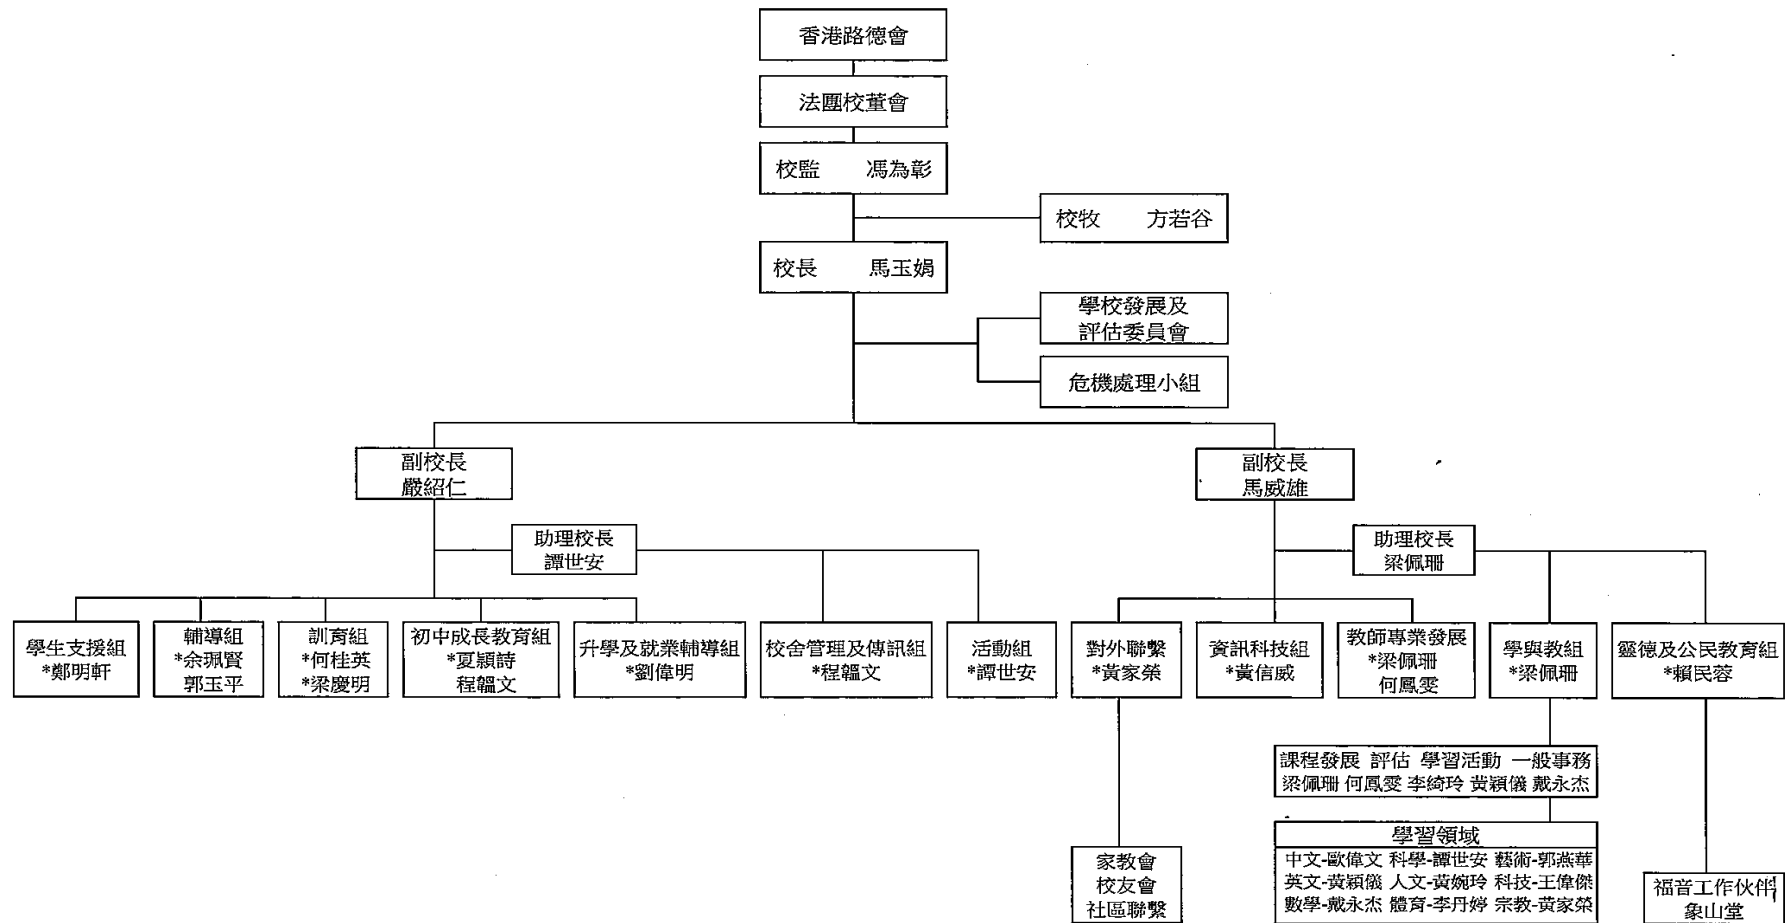 香港路德會
法團校董會
校監 馮為彰
校牧 方若谷
校長 馬玉娟
學校發展及
評估委員會
危機處理小組
副校長
嚴紹仁
副校長
馬威雄
助理校長
譚世安
助理校長
梁佩珊
學生支援組
*鄭明軒
輔導組
*余珮賢
郭玉平
訓育組
*何桂英
*梁慶明
初中成長教育組
*夏穎詩
程韞文
升學及就業輔導組
*劉偉明
校舍管理及傳訊組
*程韞文
活動組
*譚世安
對外聯繫
*黃家榮
資訊科技組
*黃信威
教師專業發展
*梁佩珊
何鳳雯
學與教組
*梁佩珊
靈德及公民教育組
*賴民蓉
課程發展 評估 學習活動 一般事務
梁佩珊 何鳳雯 李綺玲 黃穎儀 戴永杰
學習領域
中文-歐偉文 科學-譚世安 藝術-郭燕華
英文-黃穎儀 人文-黃婉玲 科技-王偉傑
數學-戴永杰 體育-李丹婷 宗教-黃家榮
家教會
校友會
社區聯繫
福音工作伙伴
象山堂